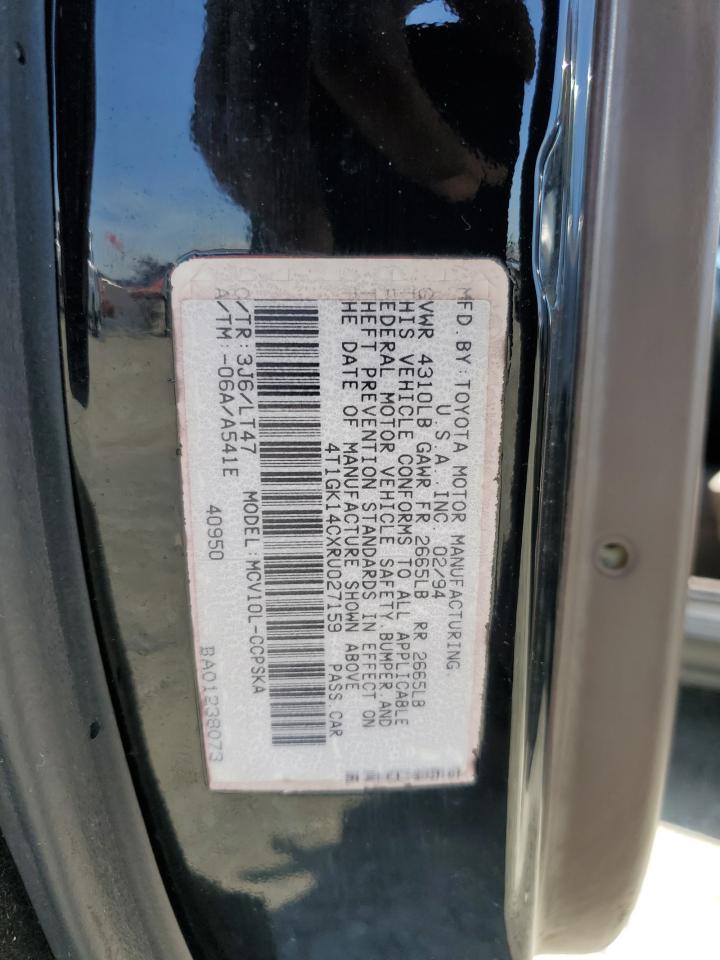 MFD. BY: TOYOTA MOTOR MANUFACTURING
U.S.A., INC. 02/94
GVWR 4310LB GAWR FR 2665LB RR 2665LB
THIS VEHICLE CONFORMS TO ALL APPLICABLE
FEDERAL MOTOR VEHICLE SAFETY, BUMPER AND
THEFT PREVENTION STANDARDS IN EFFECT ON
THE DATE OF MANUFACTURE SHOWN ABOVE
4T1GK14CXRU027159 PASS.CAR
C/TR:3J6/LT47 MODEL:MCV10L-CCPSKA
A/TM:-06A/A541E 40950
BA01238073